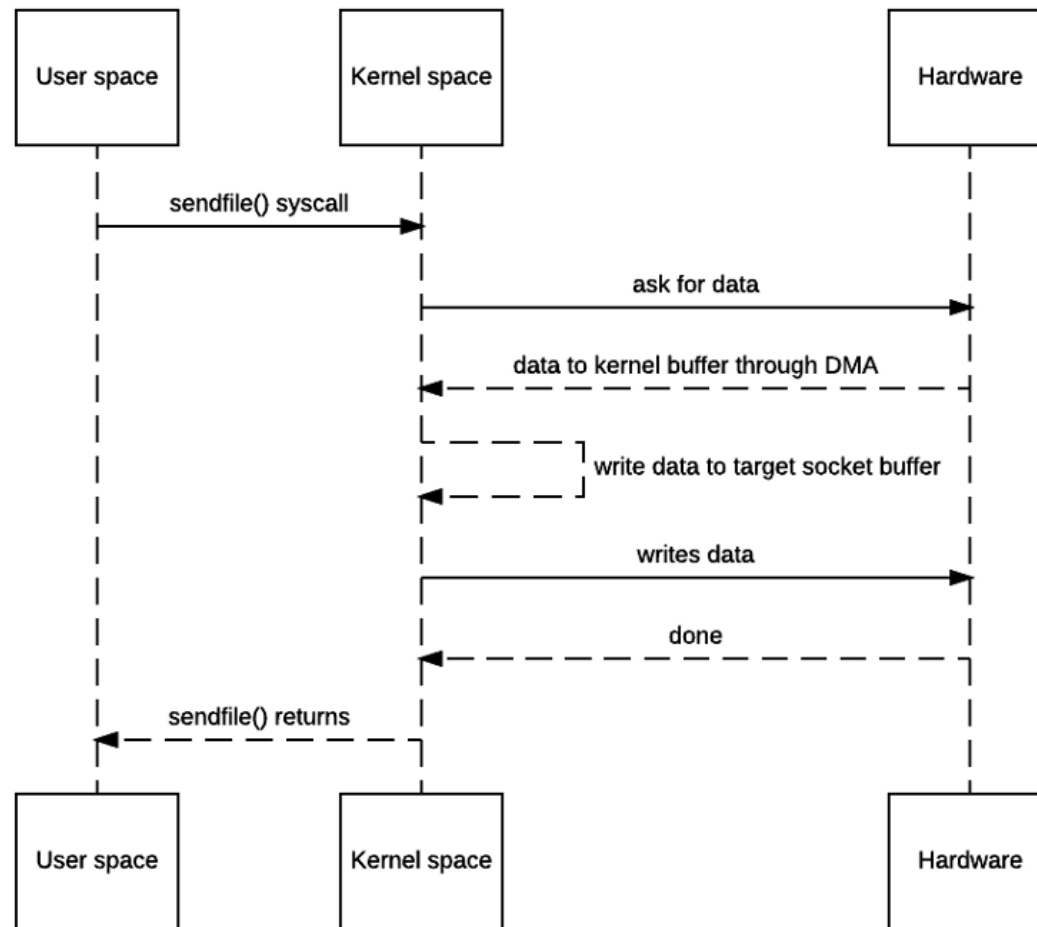 User space
Kernel space
Hardware
sendfile() syscall
ask for data
data to kernel buffer through DMA
write data to target socket buffer
writes data
done
sendfile() returns
User space
Kernel space
Hardware